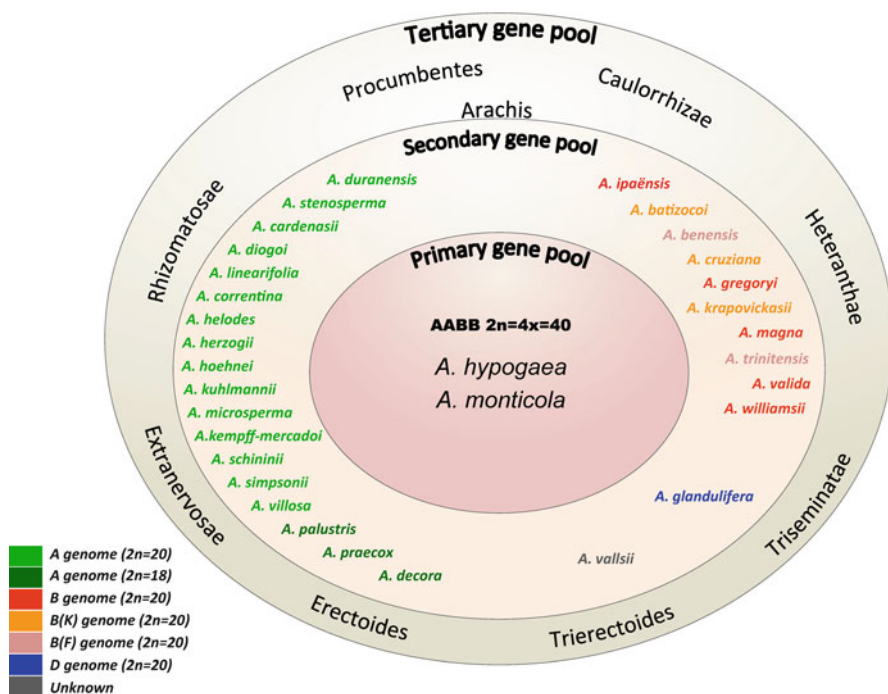 Tertiary gene pool
Procumbentes
Caulorrhizae
Arachis
Rhizomatosae
Heteranthae
Extranervosae
Triseminatae
Erectoides
Trierectoides
Secondary gene pool
A. duranensis
A. stenosperma
A. cardenasii
A. diogoi
A. linearifolia
A. correntina
A. helodes
A. herzogii
A. hoehnei
A. kuhlmannii
A. microsperma
A.kempff-mercadoi
A. schininii
A. simpsonii
A. villosa
A. palustris
A. praecox
A. decora
A. ipaënsis
A. batizocoi
A. benensis
A. cruziana
A. gregoryi
A. krapovickasii
A. magna
A. trinitensis
A. valida
A. williamsii
A. glandulifera
A. vallsii
Primary gene pool
AABB 2n=4x=40
A. hypogaea
A. monticola
A genome (2n=20)
A genome (2n=18)
B genome (2n=20)
B(K) genome (2n=20)
B(F) genome (2n=20)
D genome (2n=20)
Unknown